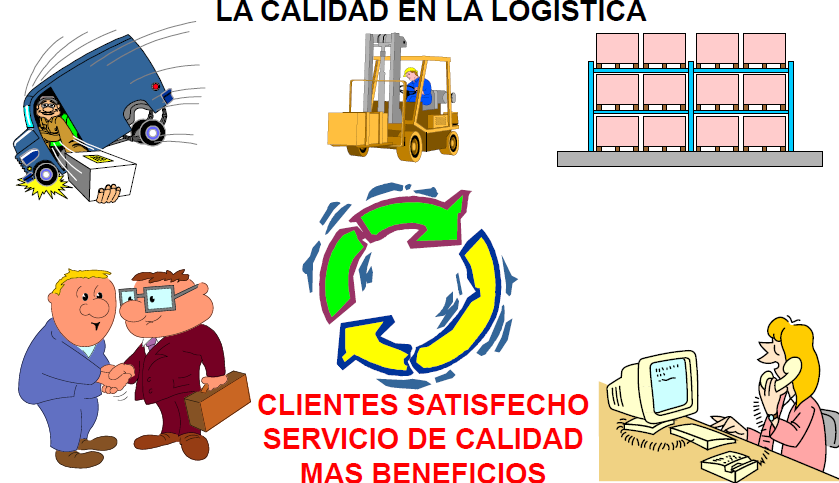 LA CALIDAD EN LA LOGISTICA
CLIENTES SATISFECHO
SERVICIO DE CALIDAD
MAS BENEFICIOS